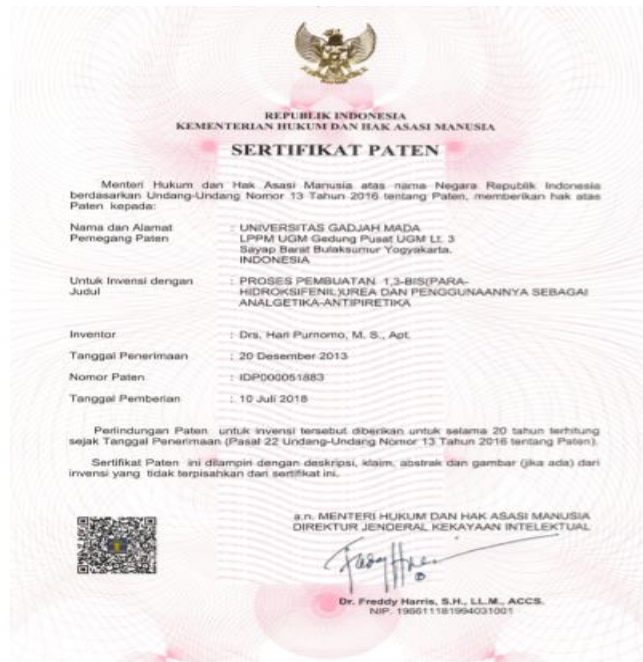 REPUBLIK INDONESIA
KEMENTERIAN HUKUM DAN HAK ASASI MANUSIA
SERTIFIKAT PATEN
Menteri Hukum dan Hak Asasi Manusia atas nama Negara Republik Indonesia
berdasarkan Undang-Undang Nomor 13 Tahun 2016 tentang Paten, memberikan hak atas
Paten kepada:
Nama dan Alamat
Pemegang Paten
: UNIVERSITAS GADJAH MADA
LPPM UGM Gedung Pusat UGM Lt. 3
Sayap Barat Bulaksumur Yogyakarta.
INDONESIA
Untuk Invensi dengan
Judul
: PROSES PEMBUATAN 1,3-BIS(PARA-
HIDROKSIFENIL)UREA DAN PENGGUNAANNYA SEBAGAI
ANALGETIKA-ANTIPIRETIKA
Inventor : Drs. Hari Purnomo, M. S., Apt.
Tanggal Penerimaan : 20 Desember 2013
Nomor Paten : IDP000051883
Tanggal Pemberian : 10 Juli 2018
Perlindungan Paten untuk invensi tersebut diberikan untuk selama 20 tahun terhitung
sejak Tanggal Penerimaan (Pasal 22 Undang-Undang Nomor 13 Tahun 2016 tentang Paten).
Sertifikat Paten ini dilampiri dengan deskripsi, klaim, abstrak dan gambar (jika ada) dari
invensi yang tidak terpisahkan dari sertifikat ini.
a.n. MENTERI HUKUM DAN HAK ASASI MANUSIA
DIREKTUR JENDERAL KEKAYAAN INTELEKTUAL
Dr. Freddy Harris, S.H., LL.M., ACCS.
NIP. 196611181994031001